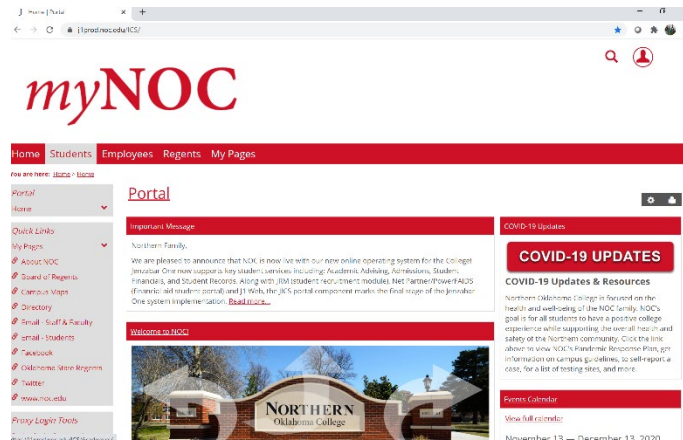 Home | Portal
j1prod.noc.edu/ICS/
myNOC
Home Students Employees Regents My Pages
You are here: Home > Home
Portal
Home
Quick Links
My Pages
About NOC
Board of Regents
Campus Maps
Directory
Email - Staff & Faculty
Email - Students
Facebook
Oklahoma State Regents
Twitter
www.noc.edu
Proxy Login Tools
Portal
Important Message
Northern Family,
We are pleased to announce that NOC is now live with our new online operating system for the College!
Jenzabar One now supports key student services including: Academic Advising, Admissions, Student
Financials, and Student Records. Along with JRM (student recruitment module), Net Partner/PowerFAIDS
(Financial aid student portal) and J1 Web, the JICS portal component marks the final stage of the Jenzabar
One system implementation. Read more...
Welcome to NOC!
NORTHERN
Oklahoma College
COVID-19 Updates
COVID-19 UPDATES
COVID-19 Updates & Resources
Northern Oklahoma College is focused on the
health and well-being of the NOC family. NOC's
goal is for all students to have a positive college
experience while supporting the overall health and
safety of the Northern community. Click the link
above to view NOC's Pandemic Response Plan, get
information on campus guidelines, to self-report a
case, for a list of testing sites, and more.
Events Calendar
View full calendar
November 13 — December 13, 2020